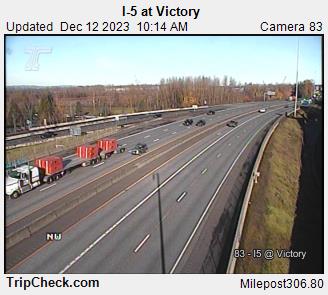 I-5 at Victory
Updated Dec 12 2023 10:14 AM Camera 83
NW
83 - I5 @ Victory
TripCheck.com Milepost306.80